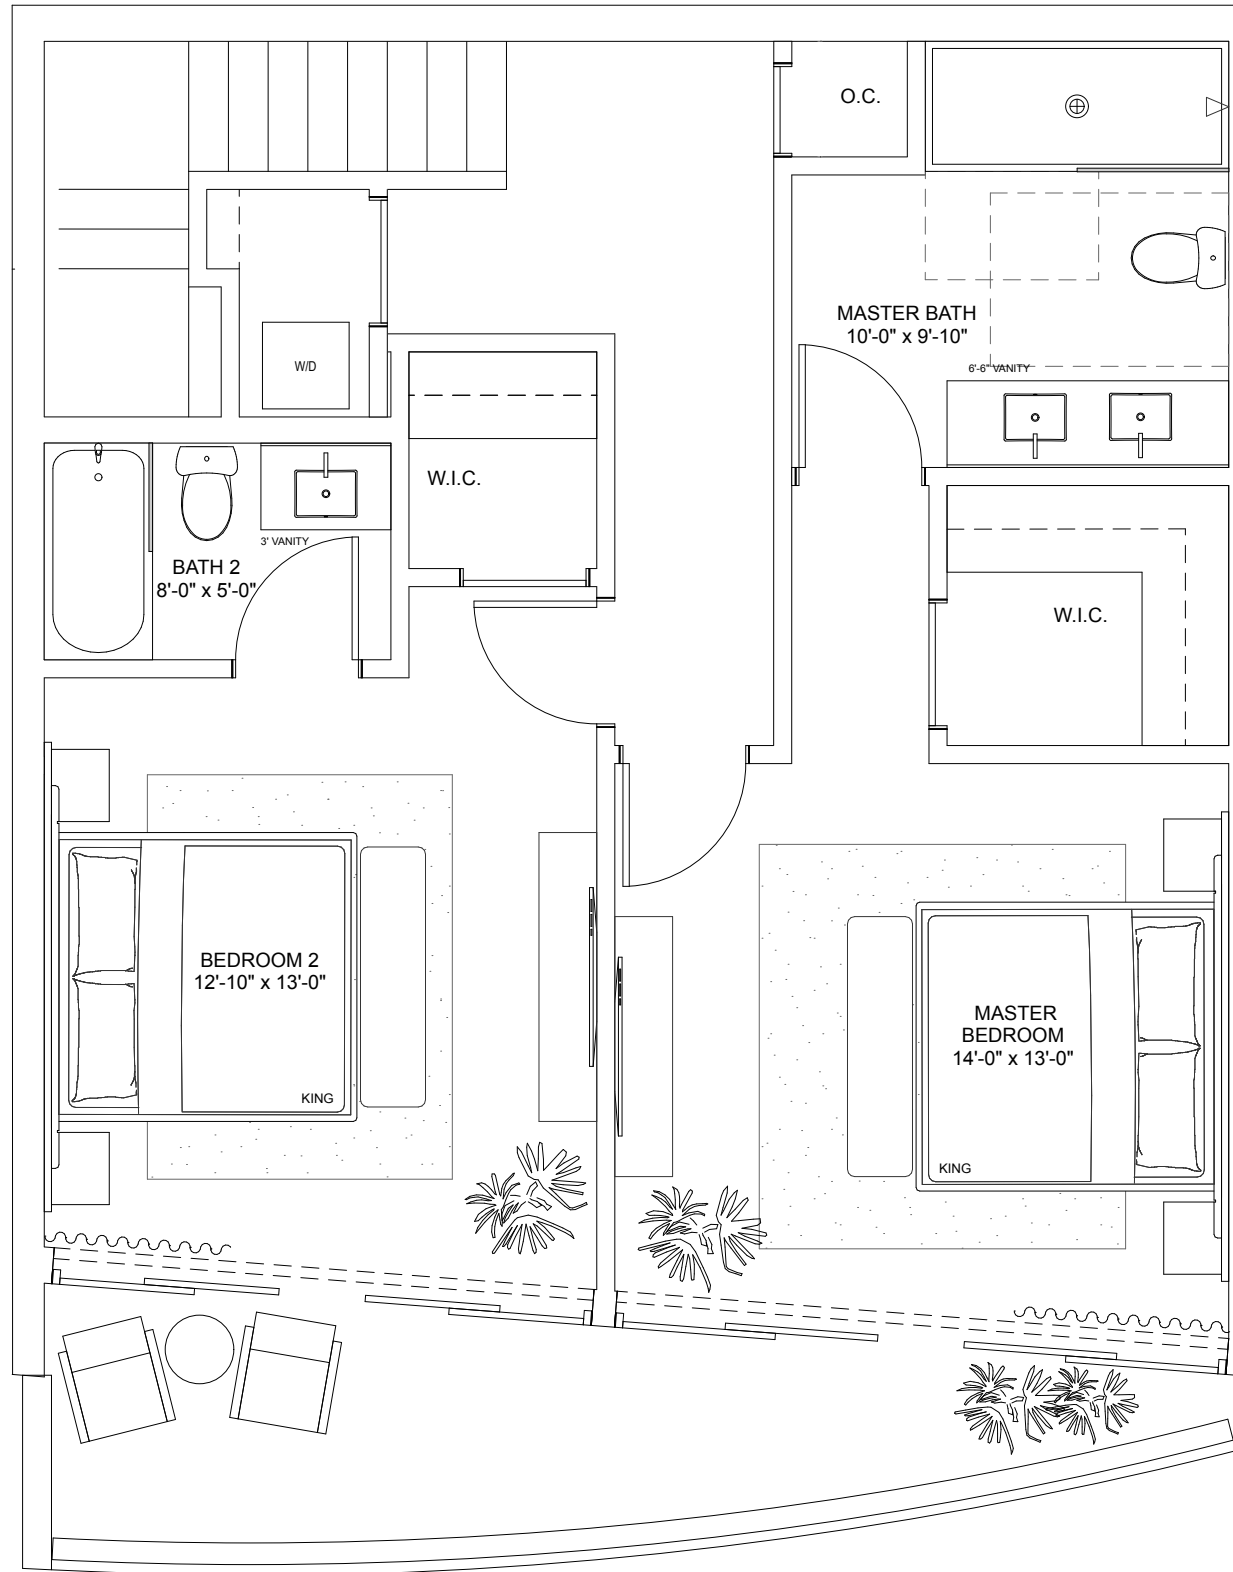 O.C.
MASTER BATH
10'-0" x 9'-10"
W/D
6'-6" VANITY
W.I.C.
3' VANITY
BATH 2
8'-0" x 5'-0"
W.I.C.
BEDROOM 2
12'-10" x 13'-0"
KING
MASTER
BEDROOM
14'-0" x 13'-0"
KING